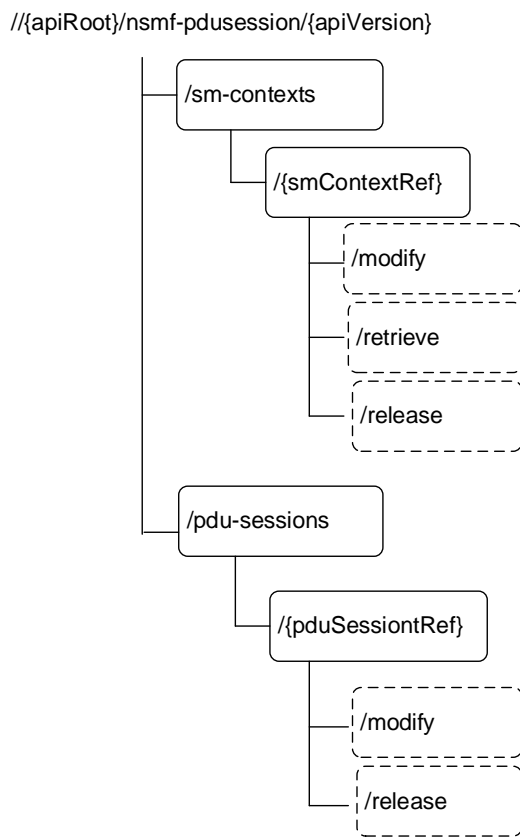 //{apiRoot}/nsmf-pdusession/{apiVersion}
/sm-contexts
/{smContextRef}
/modify
/retrieve
/release
/pdu-sessions
/{pduSessiontRef}
/modify
/release